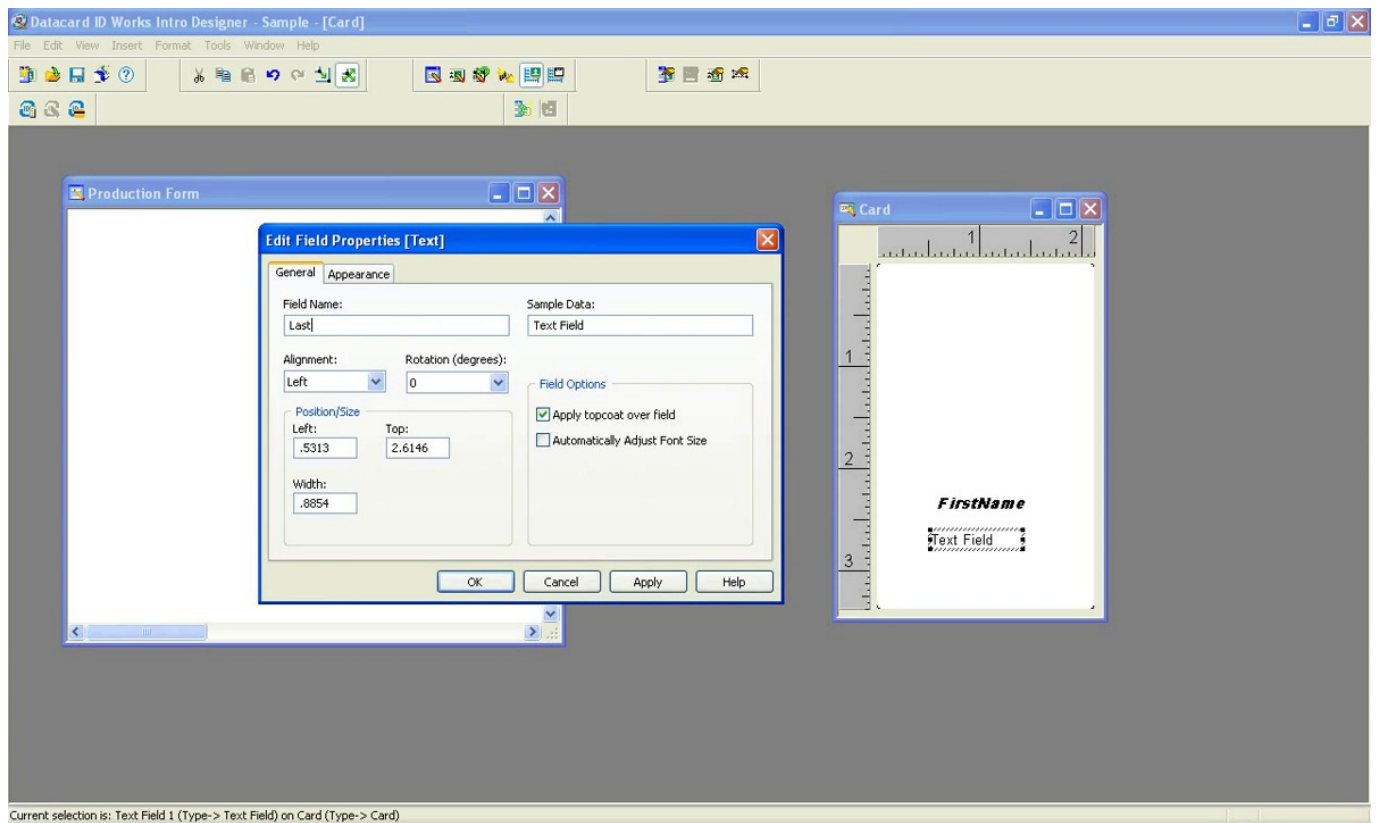 Datacard ID Works Intro Designer - Sample - [Card]
File Edit View Insert Format Tools Window Help
Production Form
Card
Edit Field Properties [Text]
General Appearance
Field Name: Sample Data:
Last Text Field
Alignment: Rotation (degrees):
Left 0
Field Options
Position/Size
Left: Top:
.5313 2.6146
Apply topcoat over field
Automatically Adjust Font Size
Width:
.8854
OK Cancel Apply Help
1 2
1
2
3
FirstName
Text Field
Current selection is: Text Field 1 (Type-> Text Field) on Card (Type-> Card)